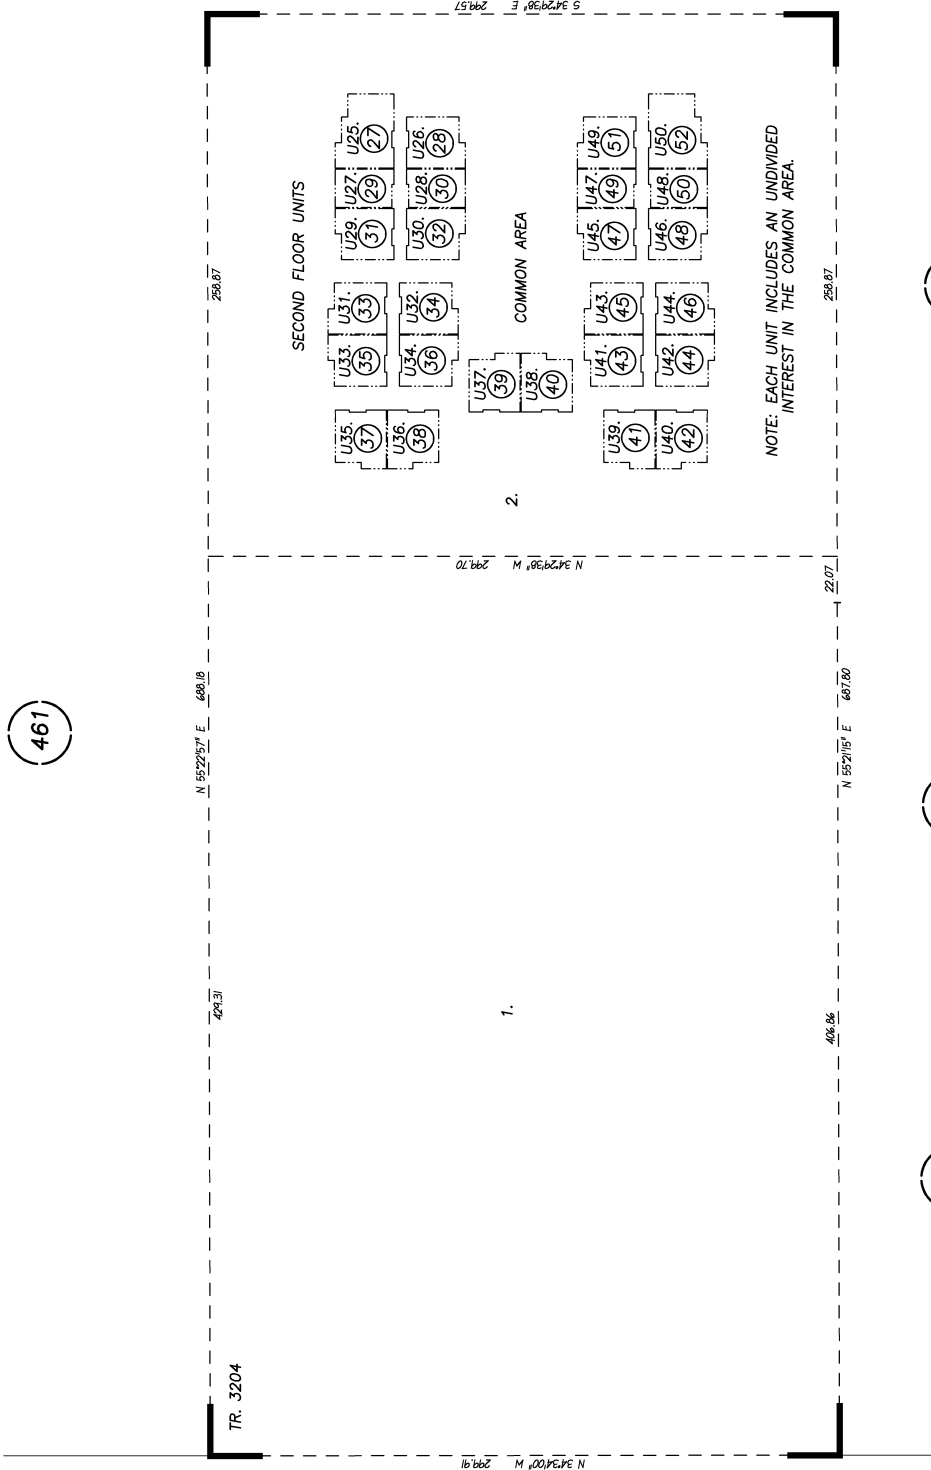 S 34°29'38" E 299.57
258.87
258.87
SECOND FLOOR UNITS
COMMON AREA
NOTE: EACH UNIT INCLUDES AN UNDIVIDED
INTEREST IN THE COMMON AREA.
U25. 27
U27. 29
U29. 31
U26. 28
U28. 30
U30. 32
U49. 51
U47. 49
U45. 47
U50. 52
U48. 50
U46. 48
U31. 33
U33. 35
U32. 34
U34. 36
U43. 45
U41. 43
U44. 46
U42. 44
U37. 39
U38. 40
U35. 37
U36. 38
U39. 41
U40. 42
2.
N 34°29'38" W 299.70
22.07
461
N 55°22'57" E 688.18
N 55°21'15" E 687.80
429.31
406.86
1.
TR. 3204
N 34°34'00" W 299.91